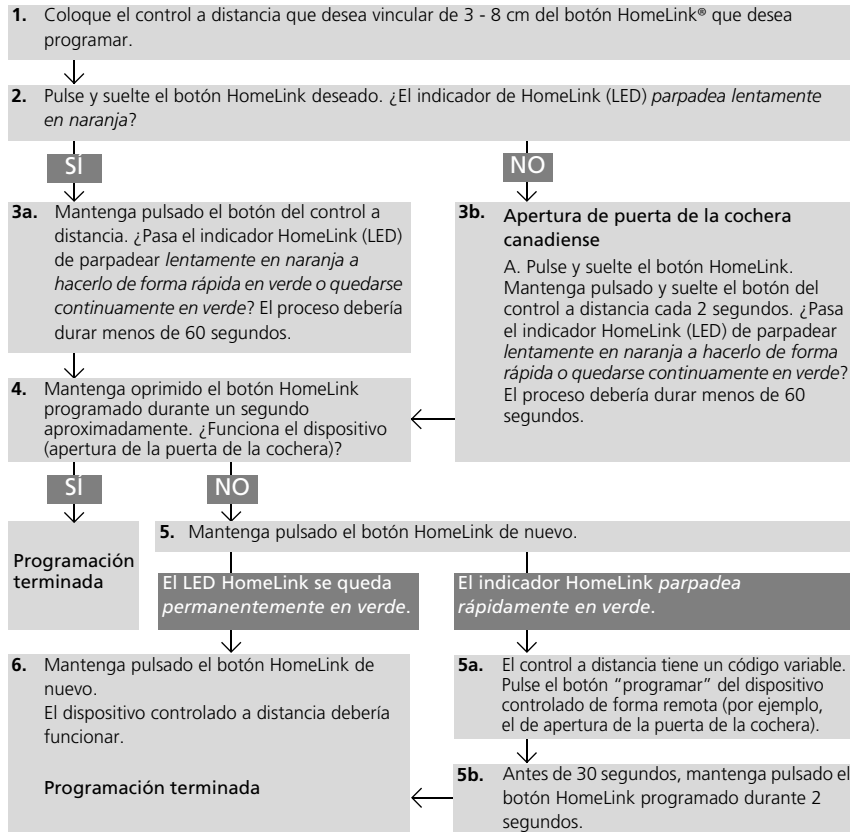 1. Coloque el control a distancia que desea vincular de 3 - 8 cm del botón HomeLink® que desea
programar.
2. Pulse y suelte el botón HomeLink deseado. ¿El indicador de HomeLink (LED) parpadea lentamente
en naranja?
SÍ
NO
3a. Mantenga pulsado el botón del control a
distancia. ¿Pasa el indicador HomeLink (LED)
de parpadear lentamente en naranja a
hacerlo de forma rápida en verde o quedarse
continuamente en verde? El proceso debería
durar menos de 60 segundos.
3b. Apertura de puerta de la cochera
canadiense
A. Pulse y suelte el botón HomeLink.
Mantenga pulsado y suelte el botón del
control a distancia cada 2 segundos. ¿Pasa
el indicador HomeLink (LED) de parpadear
lentamente en naranja a hacerlo de forma
rápida o quedarse continuamente en verde?
El proceso debería durar menos de 60
segundos.
4. Mantenga oprimido el botón HomeLink
programado durante un segundo
aproximadamente. ¿Funciona el dispositivo
(apertura de la puerta de la cochera)?
SÍ
NO
Programación
terminada
5. Mantenga pulsado el botón HomeLink de nuevo.
El LED HomeLink se queda
permanentemente en verde.
El indicador HomeLink parpadea
rápidamente en verde.
6. Mantenga pulsado el botón HomeLink de
nuevo.
El dispositivo controlado a distancia debería
funcionar.
Programación terminada
5a. El control a distancia tiene un código variable.
Pulse el botón “programar” del dispositivo
controlado de forma remota (por ejemplo,
el de apertura de la puerta de la cochera).
5b. Antes de 30 segundos, mantenga pulsado el
botón HomeLink programado durante 2
segundos.